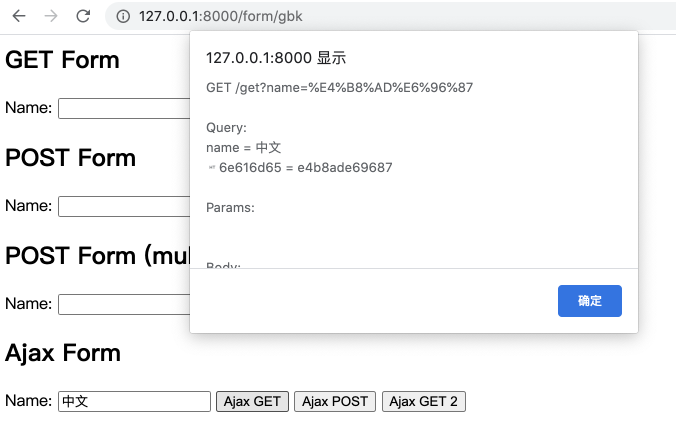 127.0.0.1:8000/form/gbk
GET Form
Name:
POST Form
Name:
POST Form (mul
Name:
Ajax Form
Name: 中文 Ajax GET Ajax POST Ajax GET 2
127.0.0.1:8000 显示
GET /get?name=%E4%B8%AD%E6%96%87
Query:
name = 中文
6e616d65 = e4b8ade69687
Params:
Body:
确定